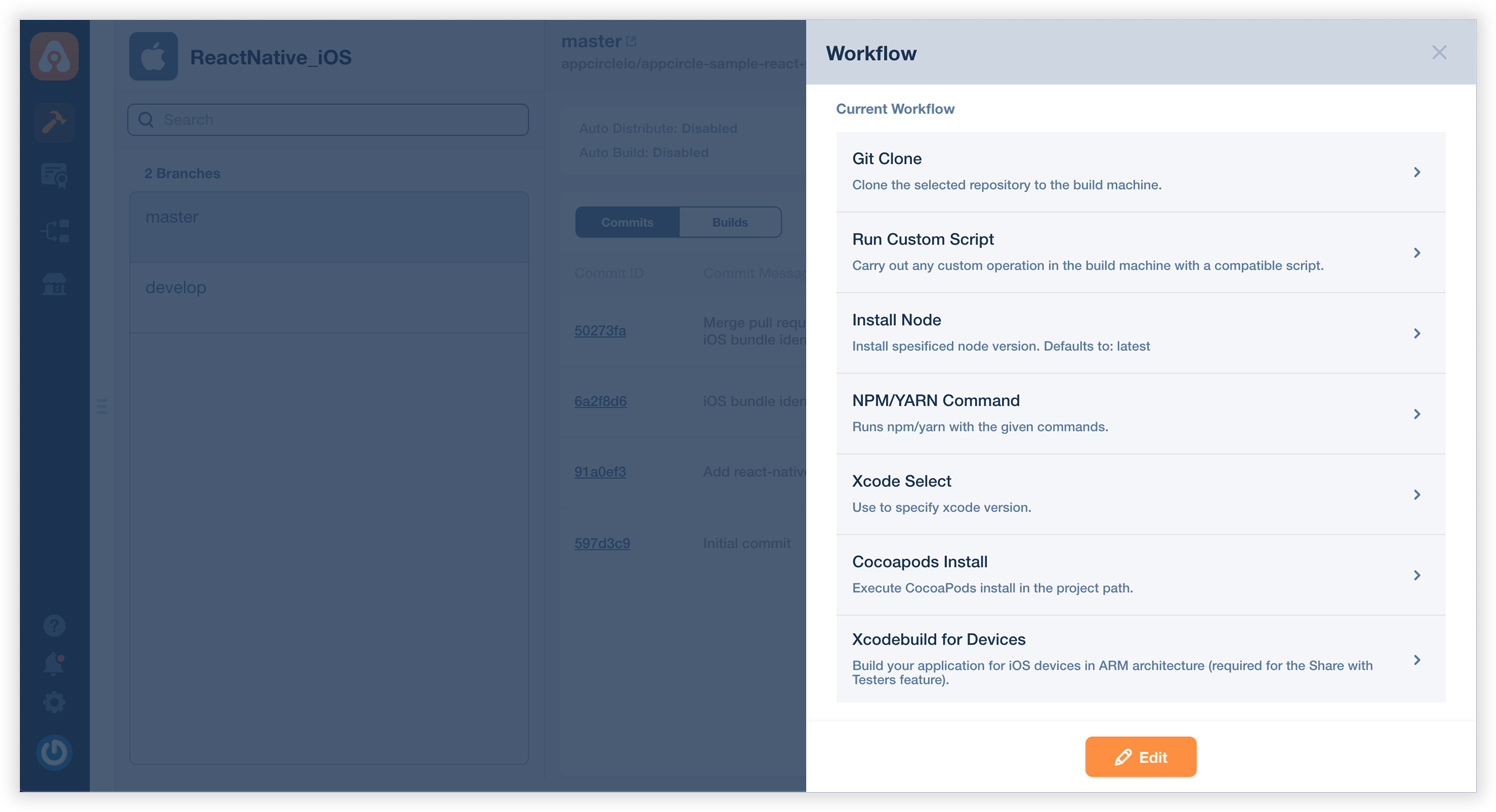 ReactNative_iOS
Search
2 Branches
master
develop
master
appcircleio/appcircle-sample-react-
Auto Distribute: Disabled
Auto Build: Disabled
Commits Builds
Commit ID Commit Messag
50273fa Merge pull requ
iOS bundle iden
6a2f8d6 iOS bundle iden
91a0ef3 Add react-native
597d3c9 Initial commit
Workflow
Current Workflow
Git Clone
Clone the selected repository to the build machine.
Run Custom Script
Carry out any custom operation in the build machine with a compatible script.
Install Node
Install spesificed node version. Defaults to: latest
NPM/YARN Command
Runs npm/yarn with the given commands.
Xcode Select
Use to specify xcode version.
Cocoapods Install
Execute CocoaPods install in the project path.
Xcodebuild for Devices
Build your application for iOS devices in ARM architecture (required for the Share with
Testers feature).
Edit